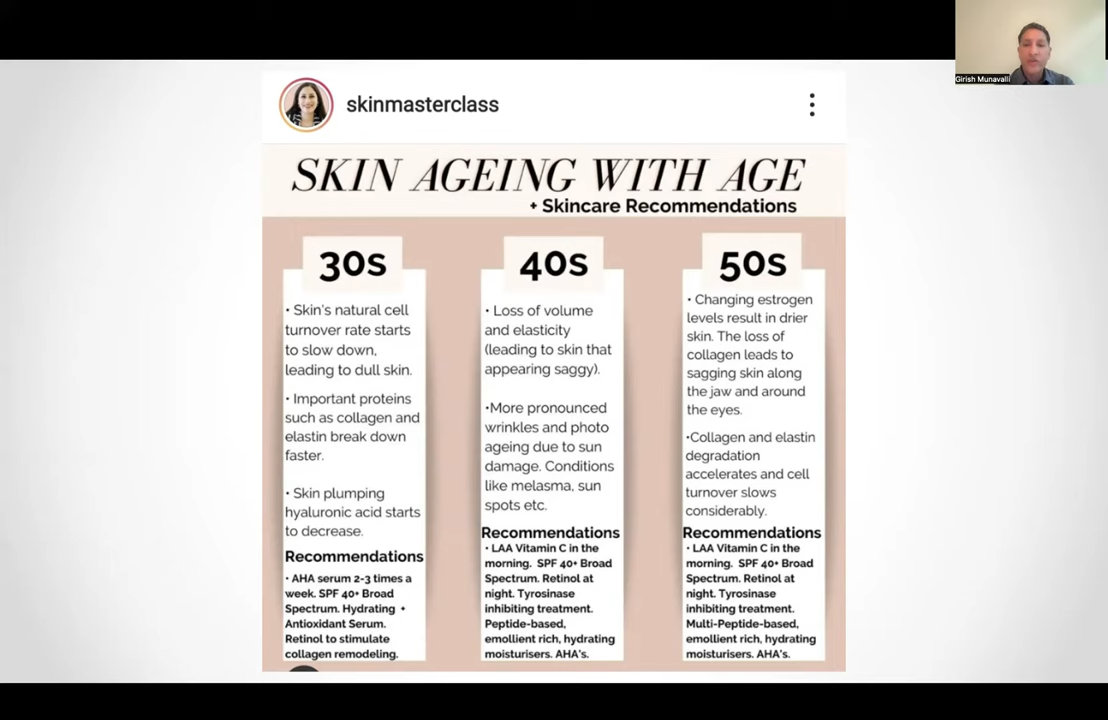 Girish Munavalli
skinmasterclass
SKIN AGEING WITH AGE
+ Skincare Recommendations
30s
• Skin's natural cell
turnover rate starts
to slow down,
leading to dull skin.
• Important proteins
such as collagen and
elastin break down
faster.
• Skin plumping
hyaluronic acid starts
to decrease.
Recommendations
• AHA serum 2-3 times a
week. SPF 40+ Broad
Spectrum. Hydrating +
Antioxidant Serum.
Retinol to stimulate
collagen remodeling.
40s
• Loss of volume
and elasticity
(leading to skin that
appearing saggy).
•More pronounced
wrinkles and photo
ageing due to sun
damage. Conditions
like melasma, sun
spots etc.
Recommendations
• LAA Vitamin C in the
morning. SPF 40+ Broad
Spectrum. Retinol at
night. Tyrosinase
inhibiting treatment.
Peptide-based,
emollient rich, hydrating
moisturisers. AHA's.
50s
• Changing estrogen
levels result in drier
skin. The loss of
collagen leads to
sagging skin along
the jaw and around
the eyes.
•Collagen and elastin
degradation
accelerates and cell
turnover slows
considerably.
Recommendations
• LAA Vitamin C in the
morning. SPF 40+ Broad
Spectrum. Retinol at
night. Tyrosinase
inhibiting treatment.
Multi-Peptide-based,
emollient rich, hydrating
moisturisers. AHA's.